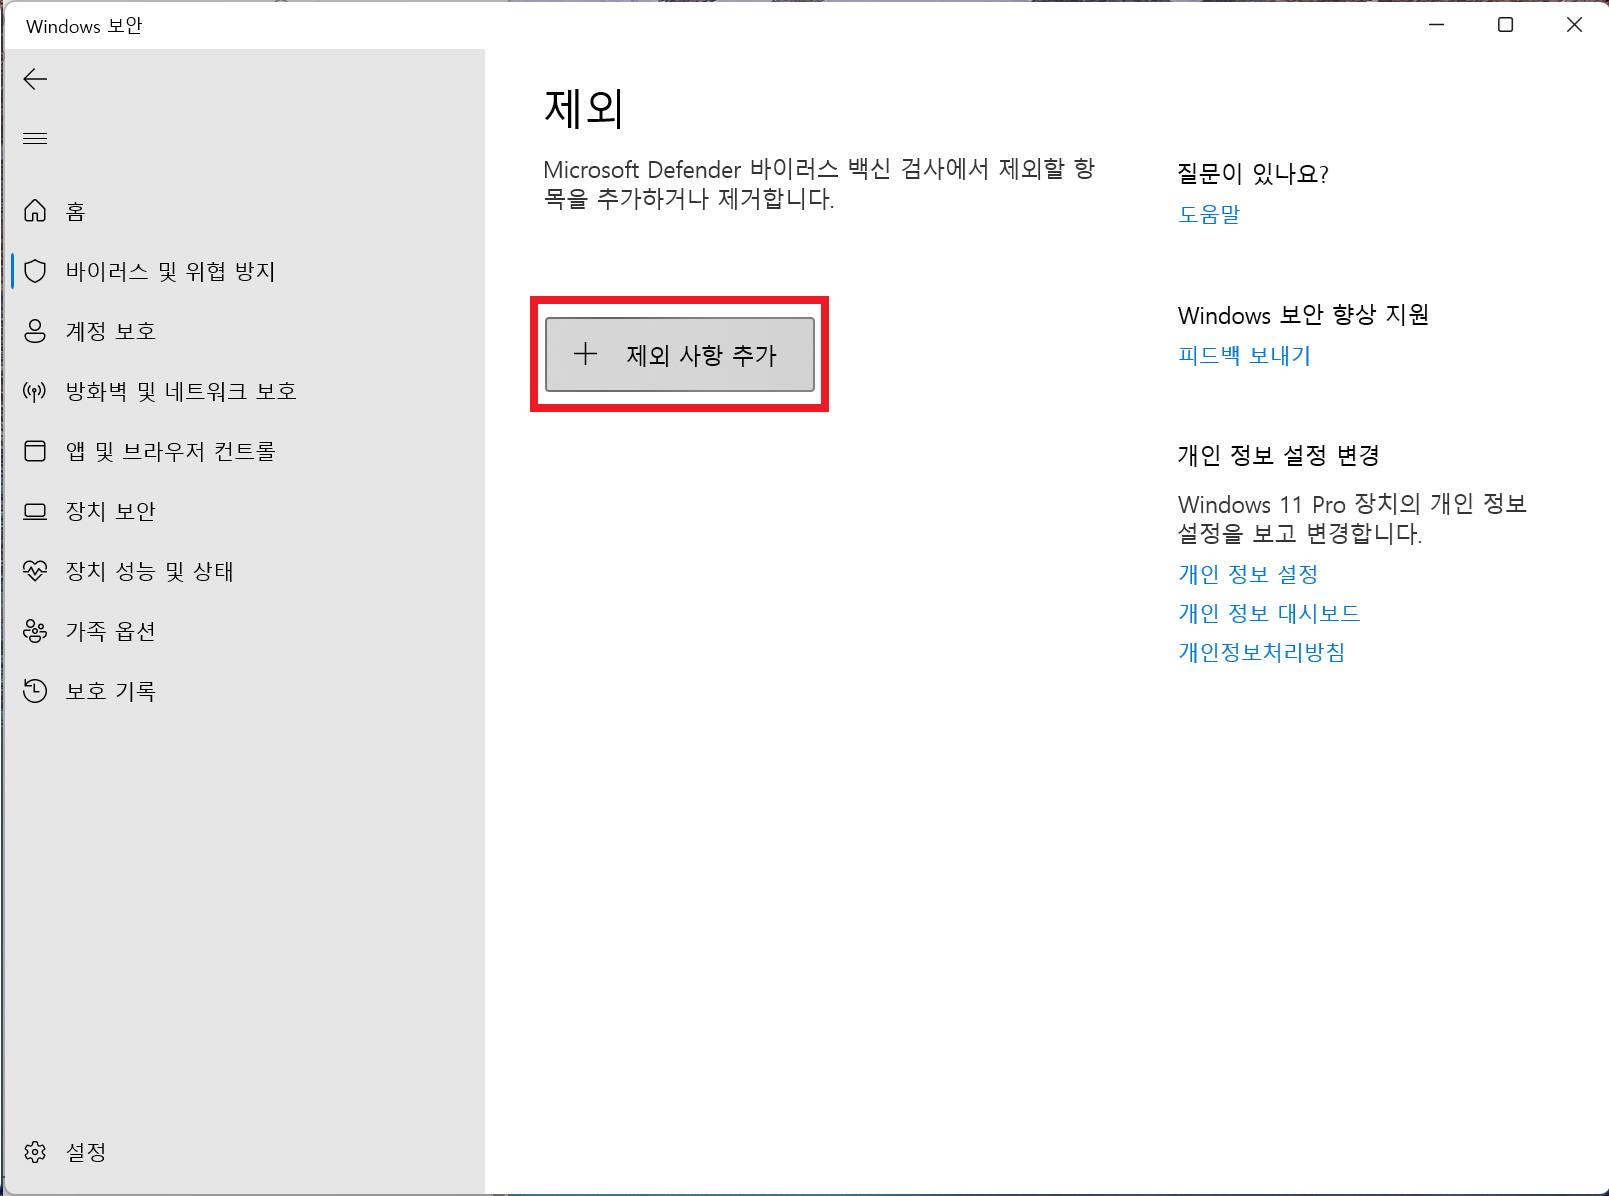 Windows 보안
홈
바이러스 및 위협 방지
계정 보호
방화벽 및 네트워크 보호
앱 및 브라우저 컨트롤
장치 보안
장치 성능 및 상태
가족 옵션
보호 기록
설정
제외
Microsoft Defender 바이러스 백신 검사에서 제외할 항
목을 추가하거나 제거합니다.
제외 사항 추가
질문이 있나요?
도움말
Windows 보안 향상 지원
피드백 보내기
개인 정보 설정 변경
Windows 11 Pro 장치의 개인 정보
설정을 보고 변경합니다.
개인 정보 설정
개인 정보 대시보드
개인정보처리방침